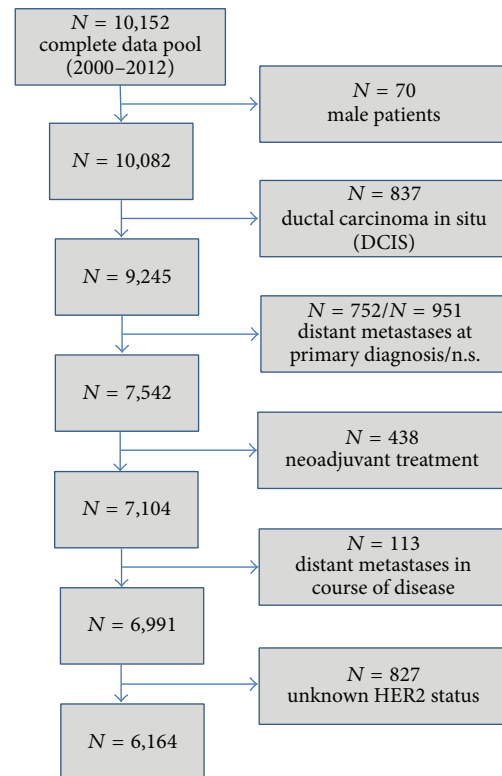 N = 10,152
complete data pool
(2000–2012)
N = 70
male patients
N = 10,082
N = 837
ductal carcinoma in situ
(DCIS)
N = 9,245
N = 752/N = 951
distant metastases at
primary diagnosis/n.s.
N = 7,542
N = 438
neoadjuvant treatment
N = 7,104
N = 113
distant metastases in
course of disease
N = 6,991
N = 827
unknown HER2 status
N = 6,164